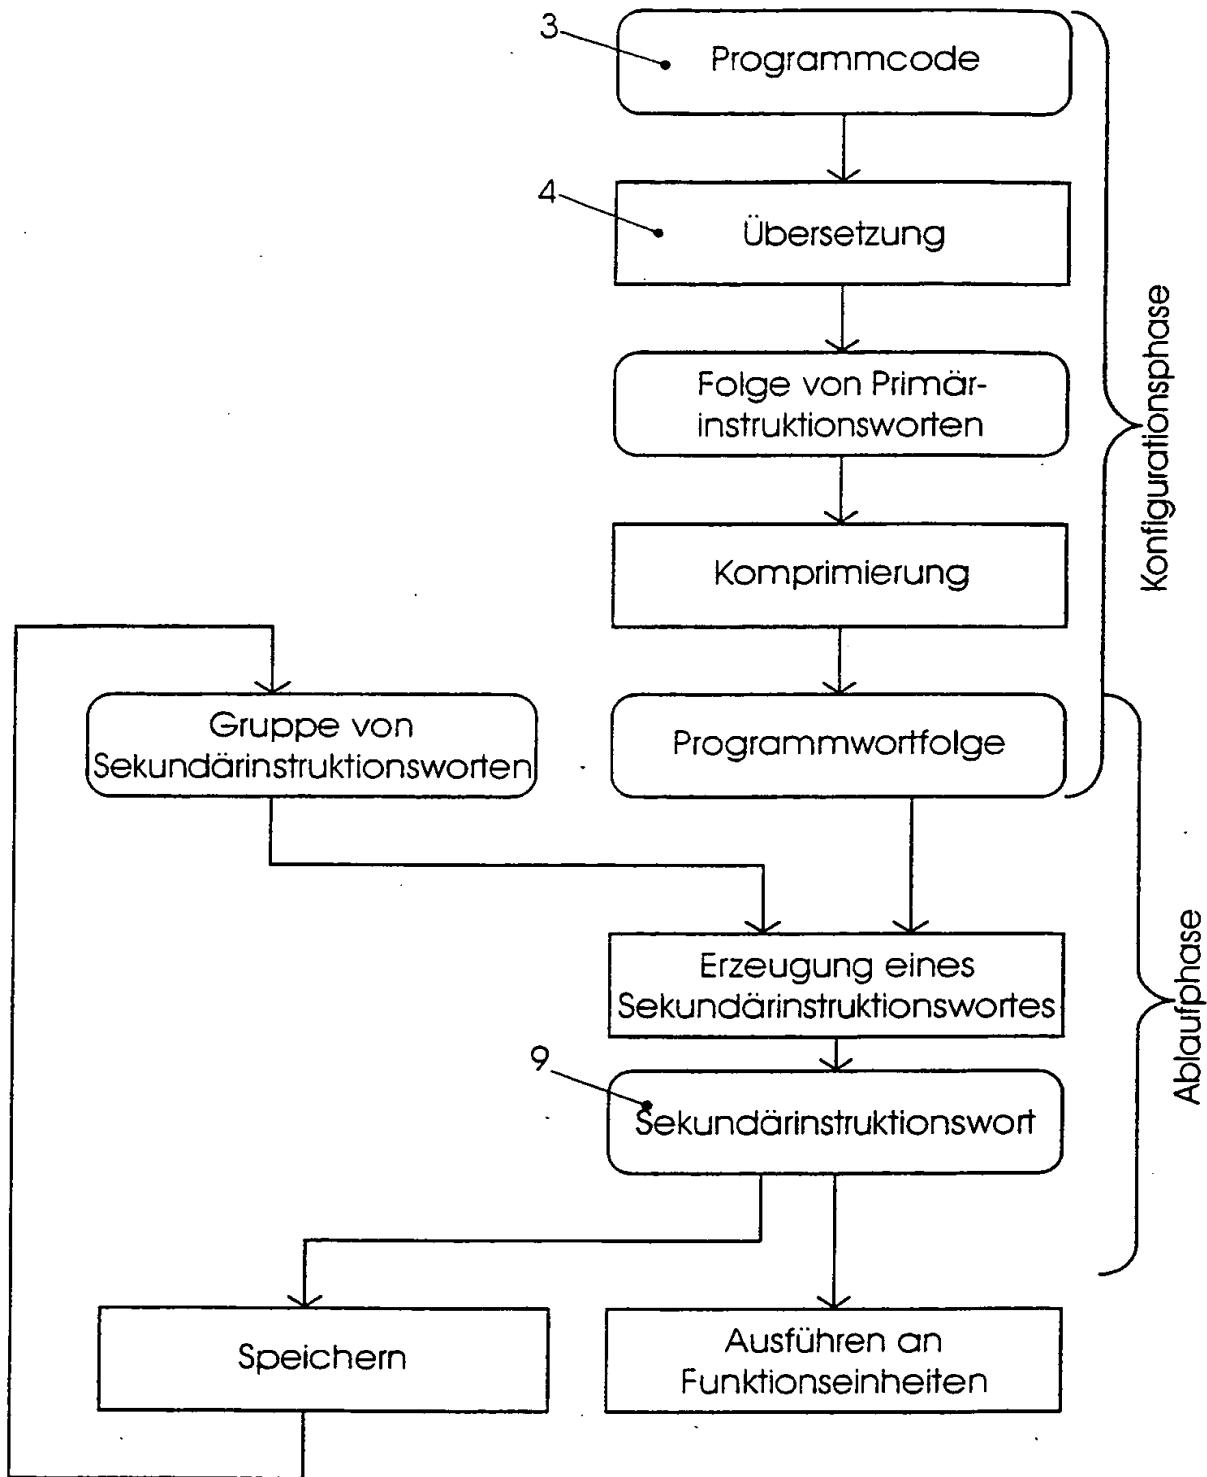 3
Programmcode
4
Übersetzung
Folge von Primär-
instruktionsworten
Komprimierung
Konfigurationsphase
Gruppe von
Sekundärinstruktionsworten
Programmwortfolge
Erzeugung eines
Sekundärinstruktionswortes
9
Sekundärinstruktionswort
Ablaufphase
Speichern
Ausführen an
Funktionseinheiten